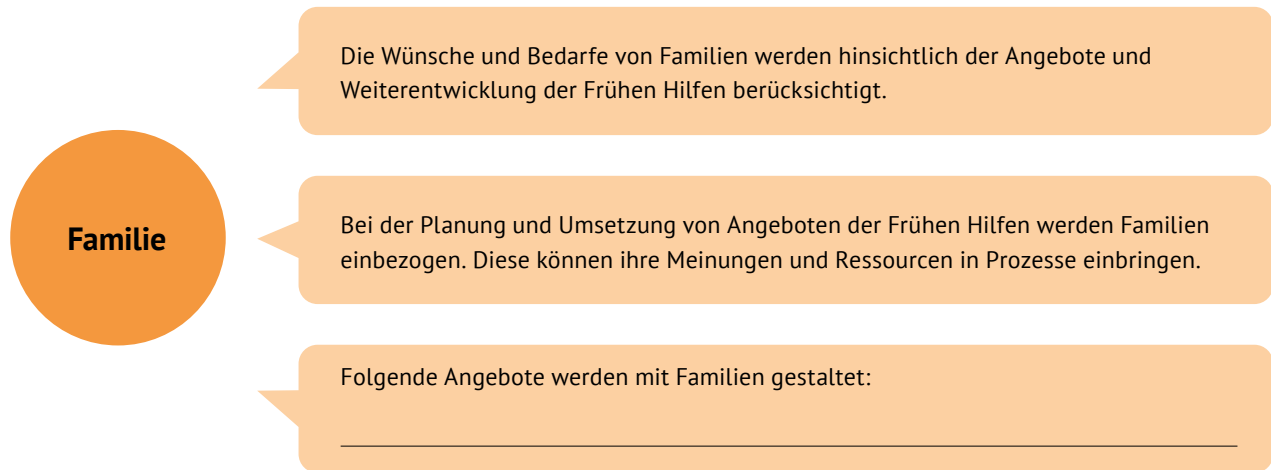 Die Wünsche und Bedarfe von Familien werden hinsichtlich der Angebote und
Weiterentwicklung der Frühen Hilfen berücksichtigt.
Familie
Bei der Planung und Umsetzung von Angeboten der Frühen Hilfen werden Familien
einbezogen. Diese können ihre Meinungen und Ressourcen in Prozesse einbringen.
Folgende Angebote werden mit Familien gestaltet: